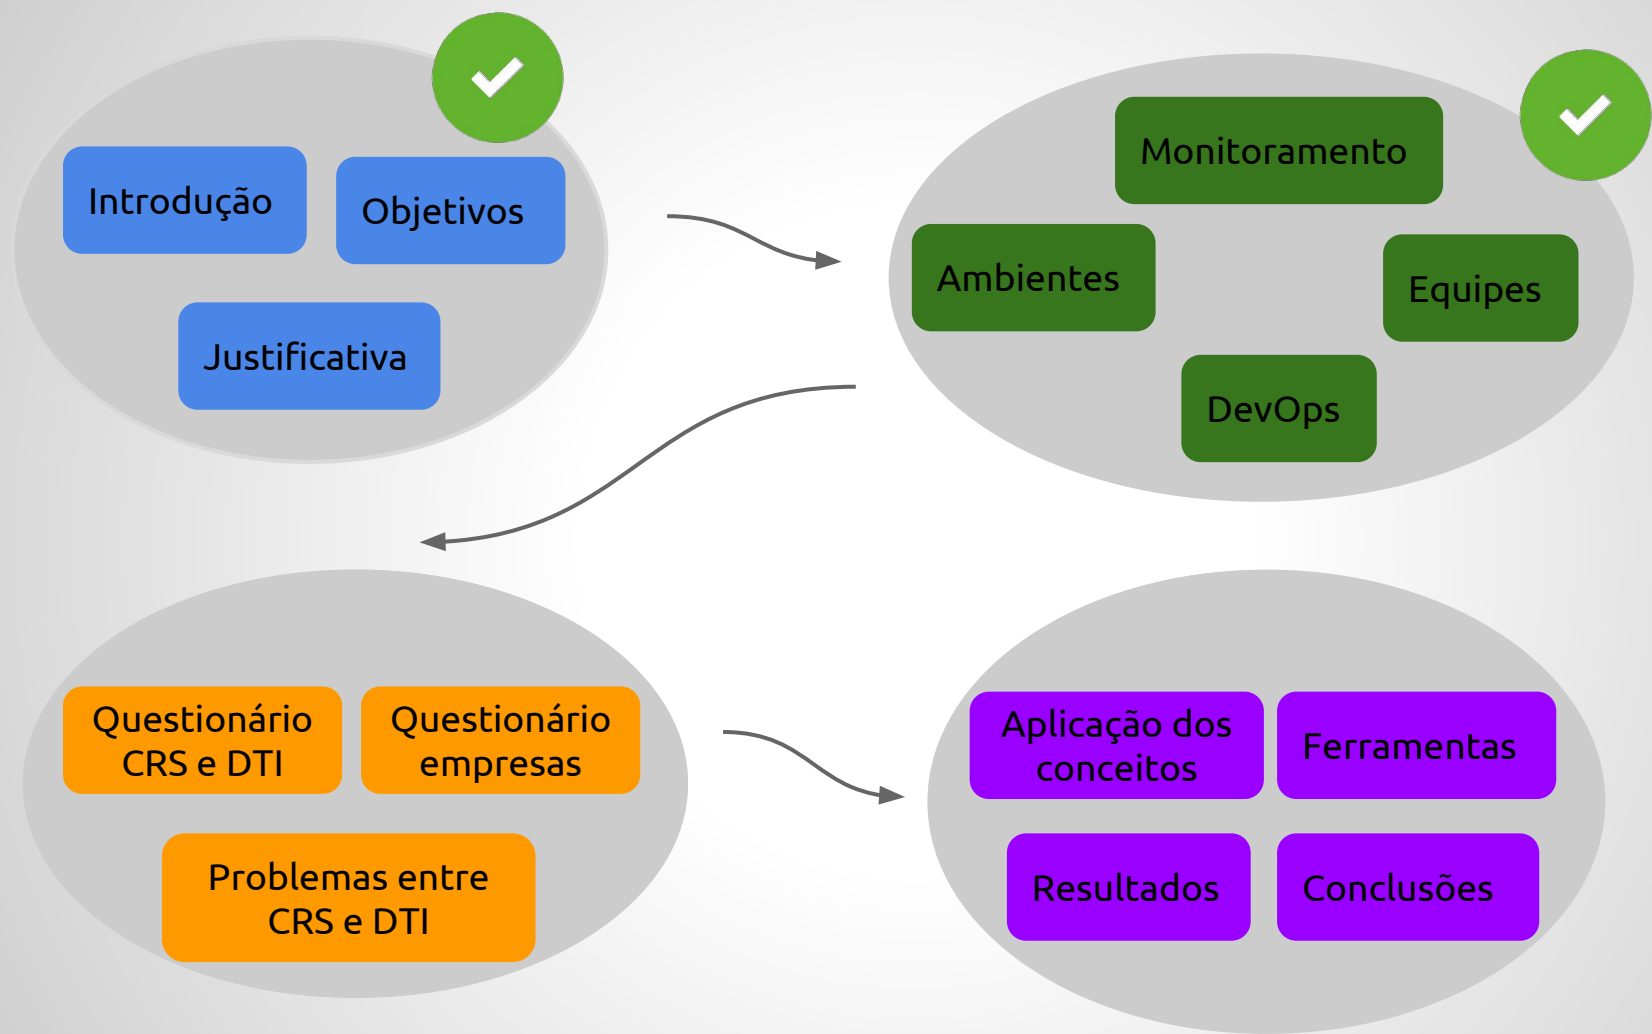 Introdução
Objetivos
Justificativa
Monitoramento
Ambientes
Equipes
DevOps
Questionário
CRS e DTI
Questionário
empresas
Problemas entre
CRS e DTI
Aplicação dos
conceitos
Ferramentas
Resultados
Conclusões